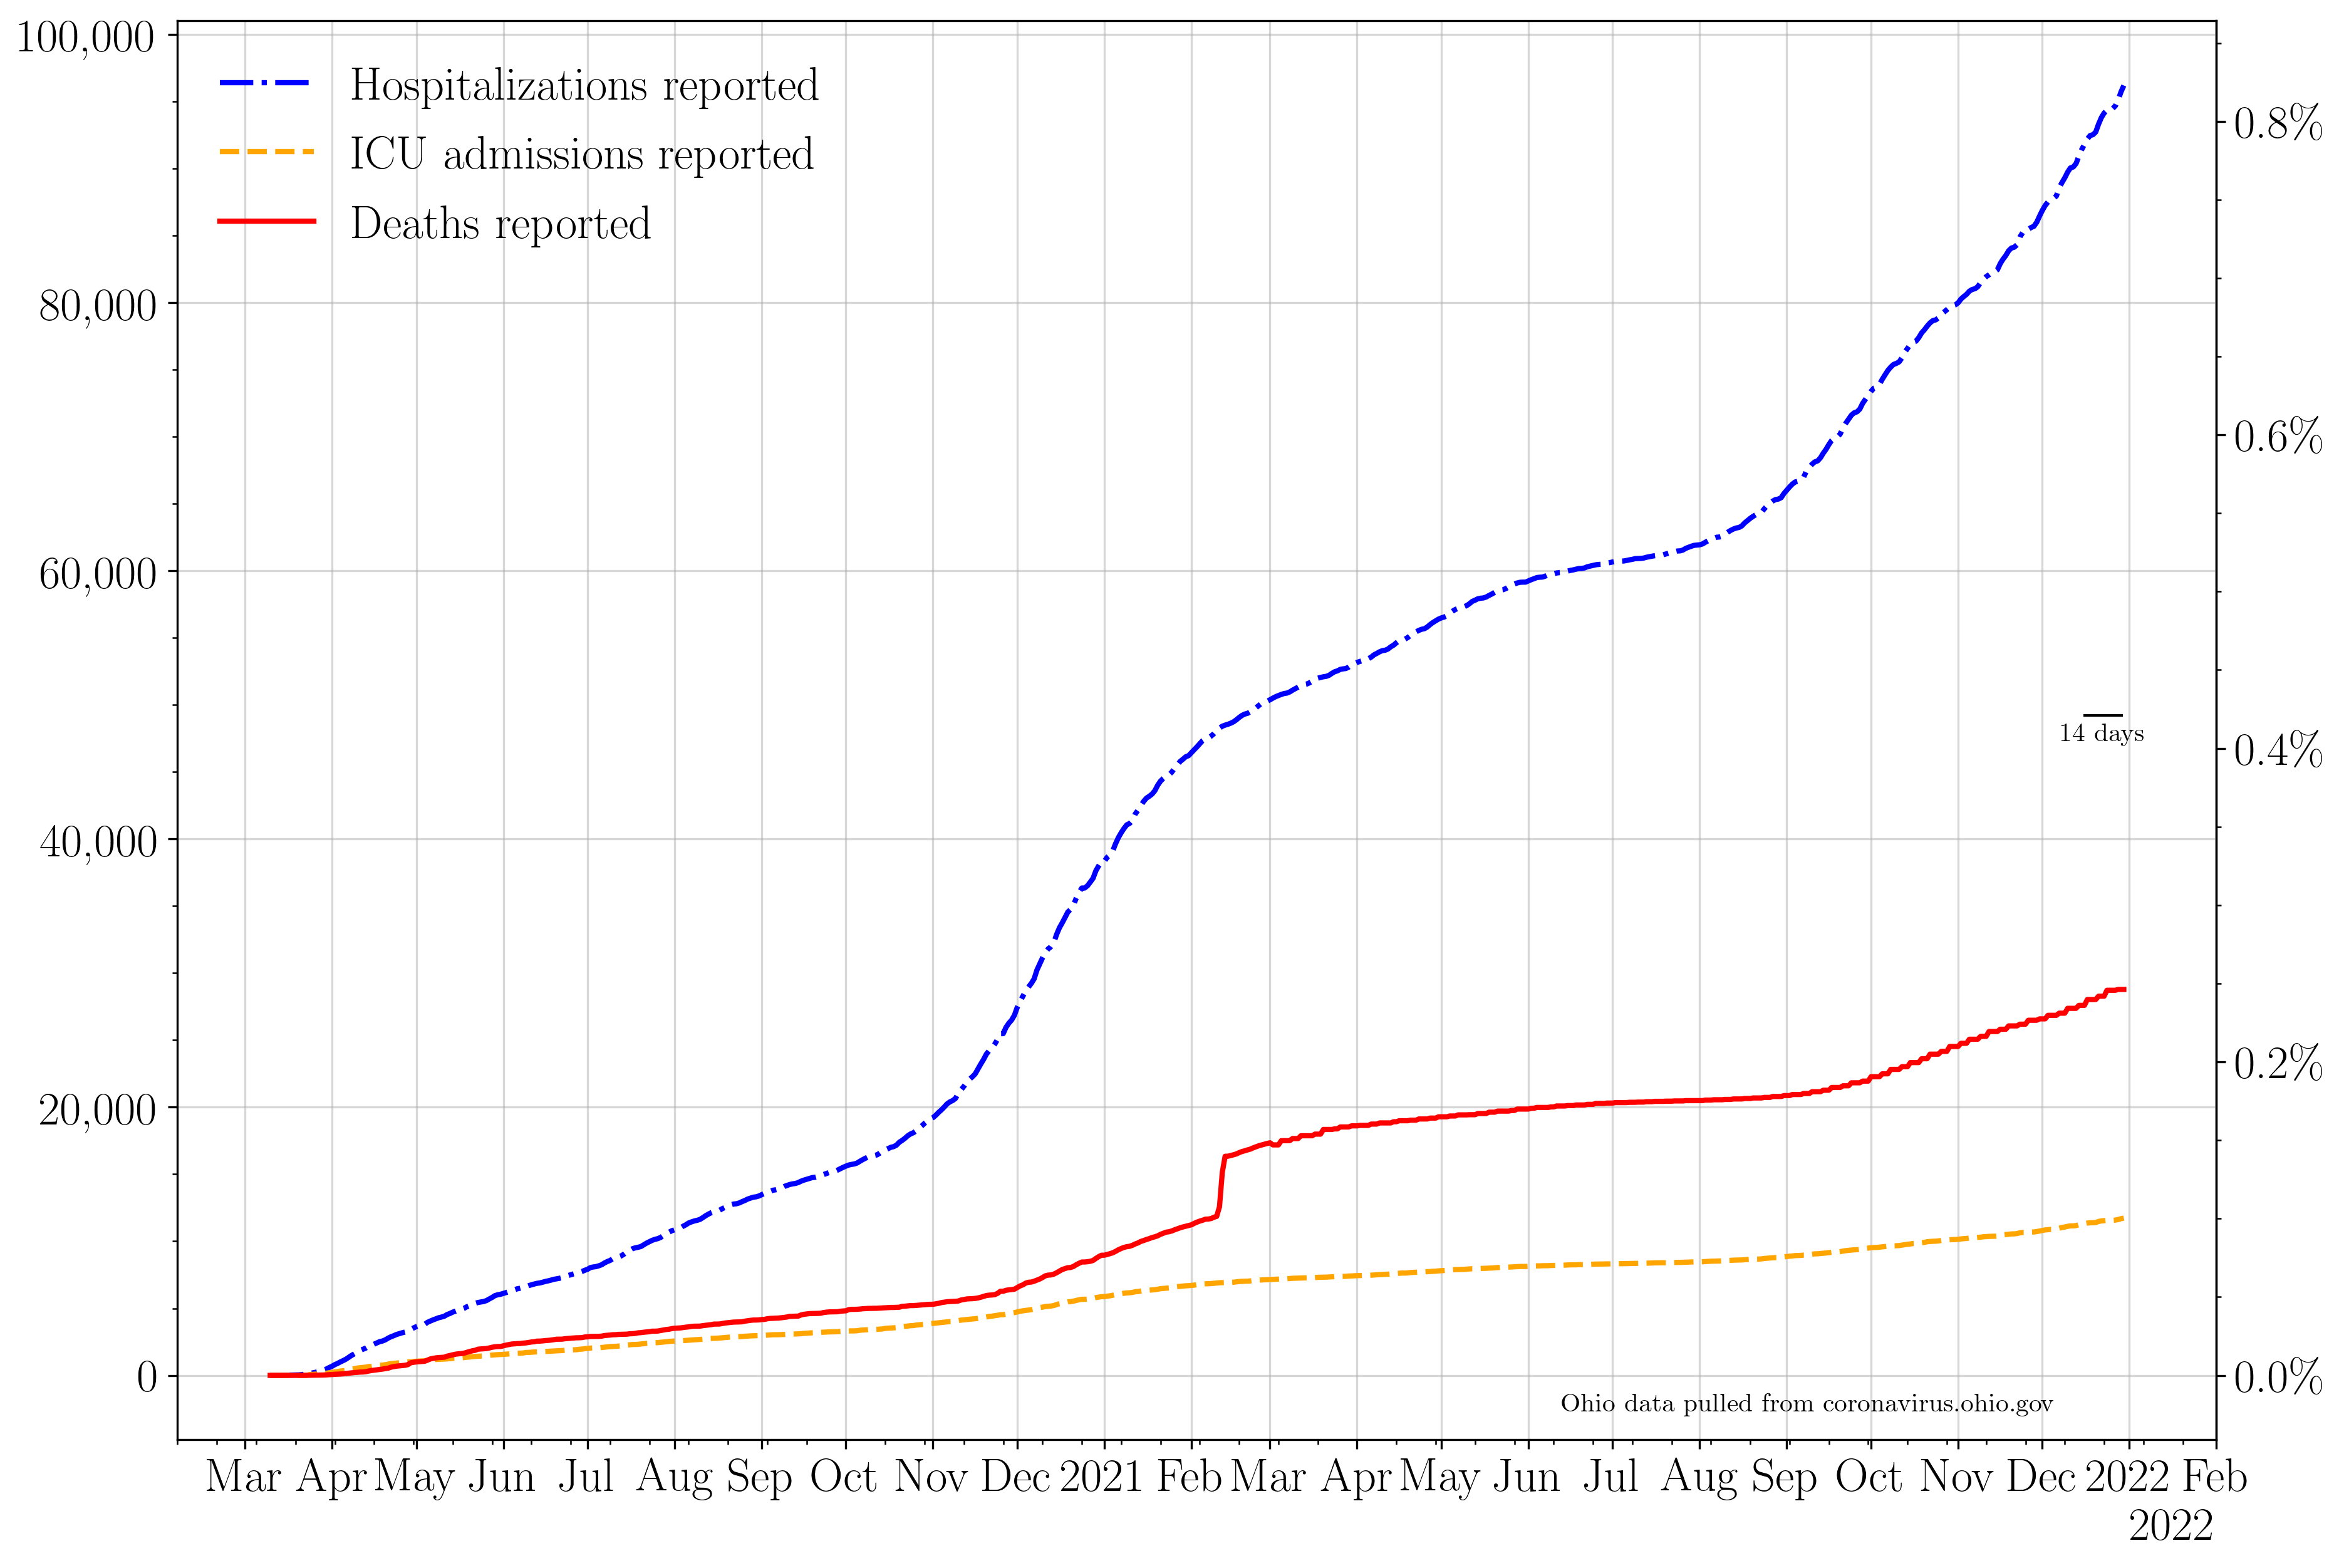 100,000
80,000
60,000
40,000
20,000
0
Hospitalizations reported
ICU admissions reported
Deaths reported
0.8%
0.6%
0.4%
0.2%
0.0%
14 days
Ohio data pulled from coronavirus.ohio.gov
Mar Apr May Jun Jul Aug Sep Oct Nov Dec 2021 Feb Mar Apr May Jun Jul Aug Sep Oct Nov Dec 2022 Feb
2022